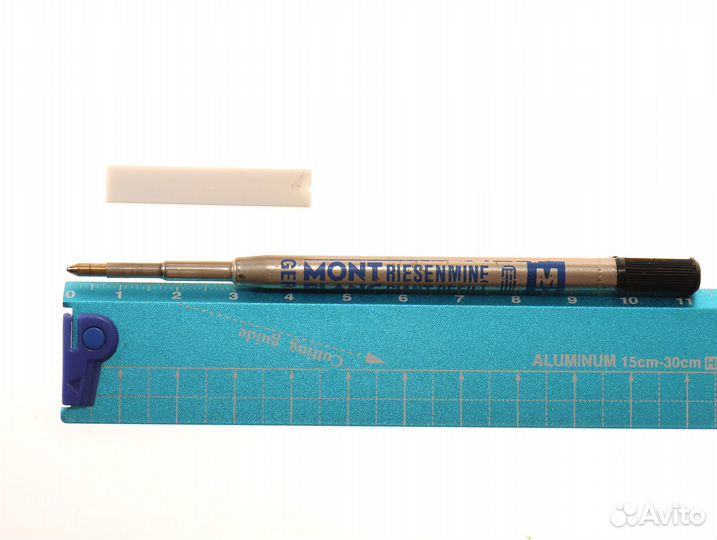 MONT RIESENMINE
GER
0 1 2 3 4 5 6 7 8 9 10 11
Cutting guide
ALUMINUM 15cm-30cm H
Avito